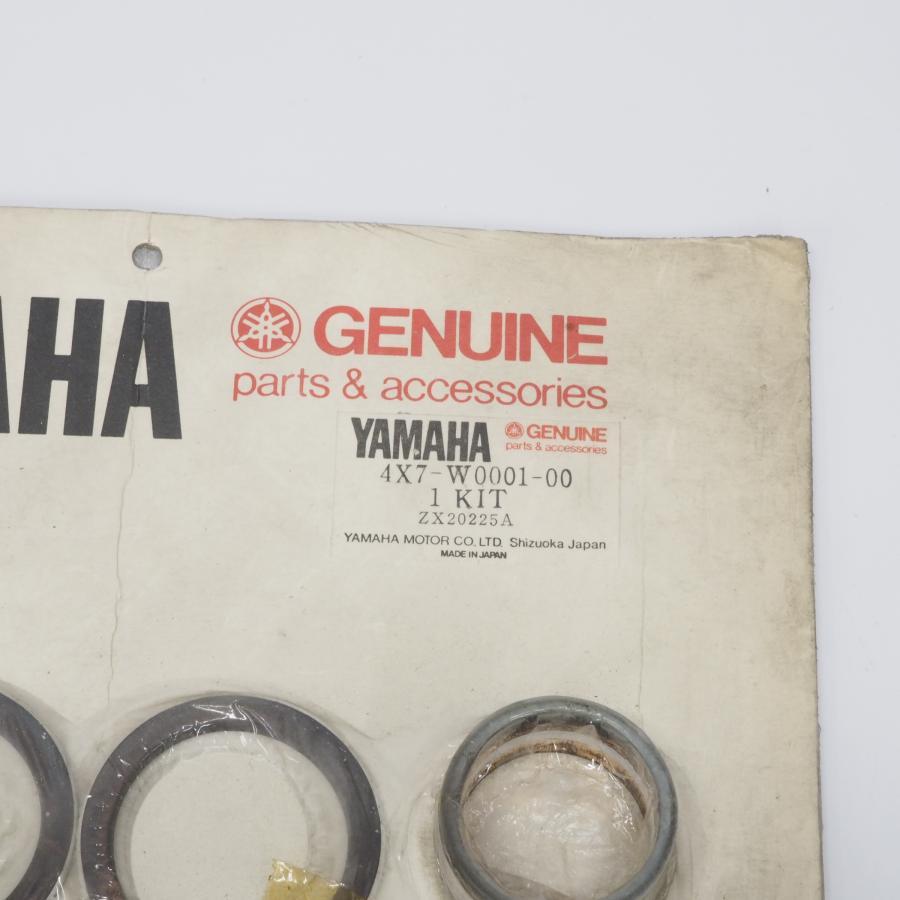 AMAHA
GENUINE
parts & accessories
YAMAHA GENUINE
parts & accessories
4X7-W0001-00
1 KIT
ZX20225A
YAMAHA MOTOR CO., LTD. Shizuoka Japan
MADE IN JAPAN